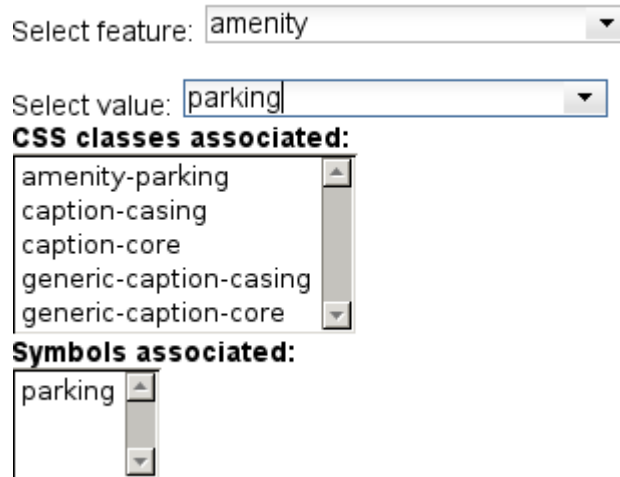 Select feature: amenity
Select value: parking
CSS classes associated:
amenity-parking
caption-casing
caption-core
generic-caption-casing
generic-caption-core
Symbols associated:
parking